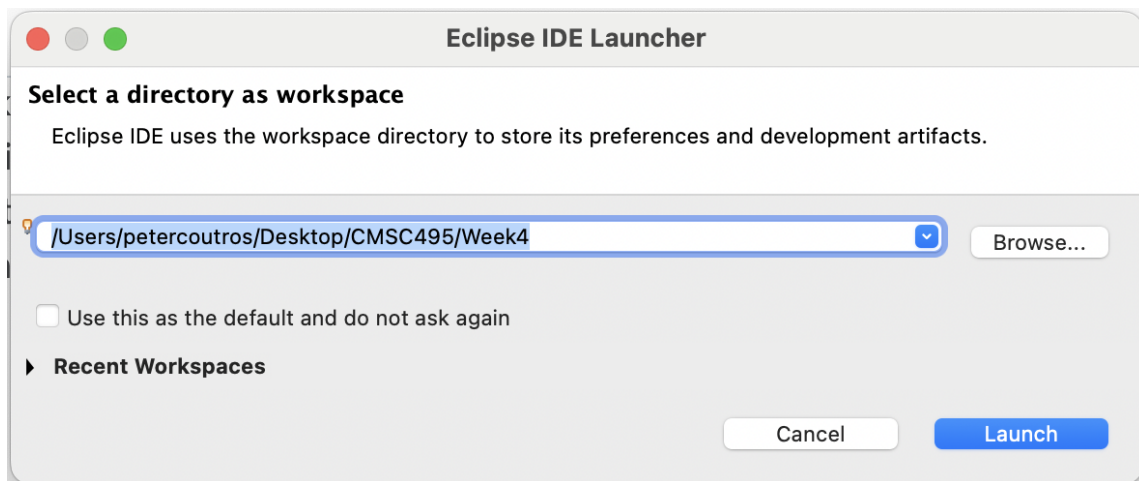 Eclipse IDE Launcher
Select a directory as workspace
Eclipse IDE uses the workspace directory to store its preferences and development artifacts.
/Users/petercoutros/Desktop/CMSC495/Week4
Browse...
Use this as the default and do not ask again
Recent Workspaces
Cancel
Launch